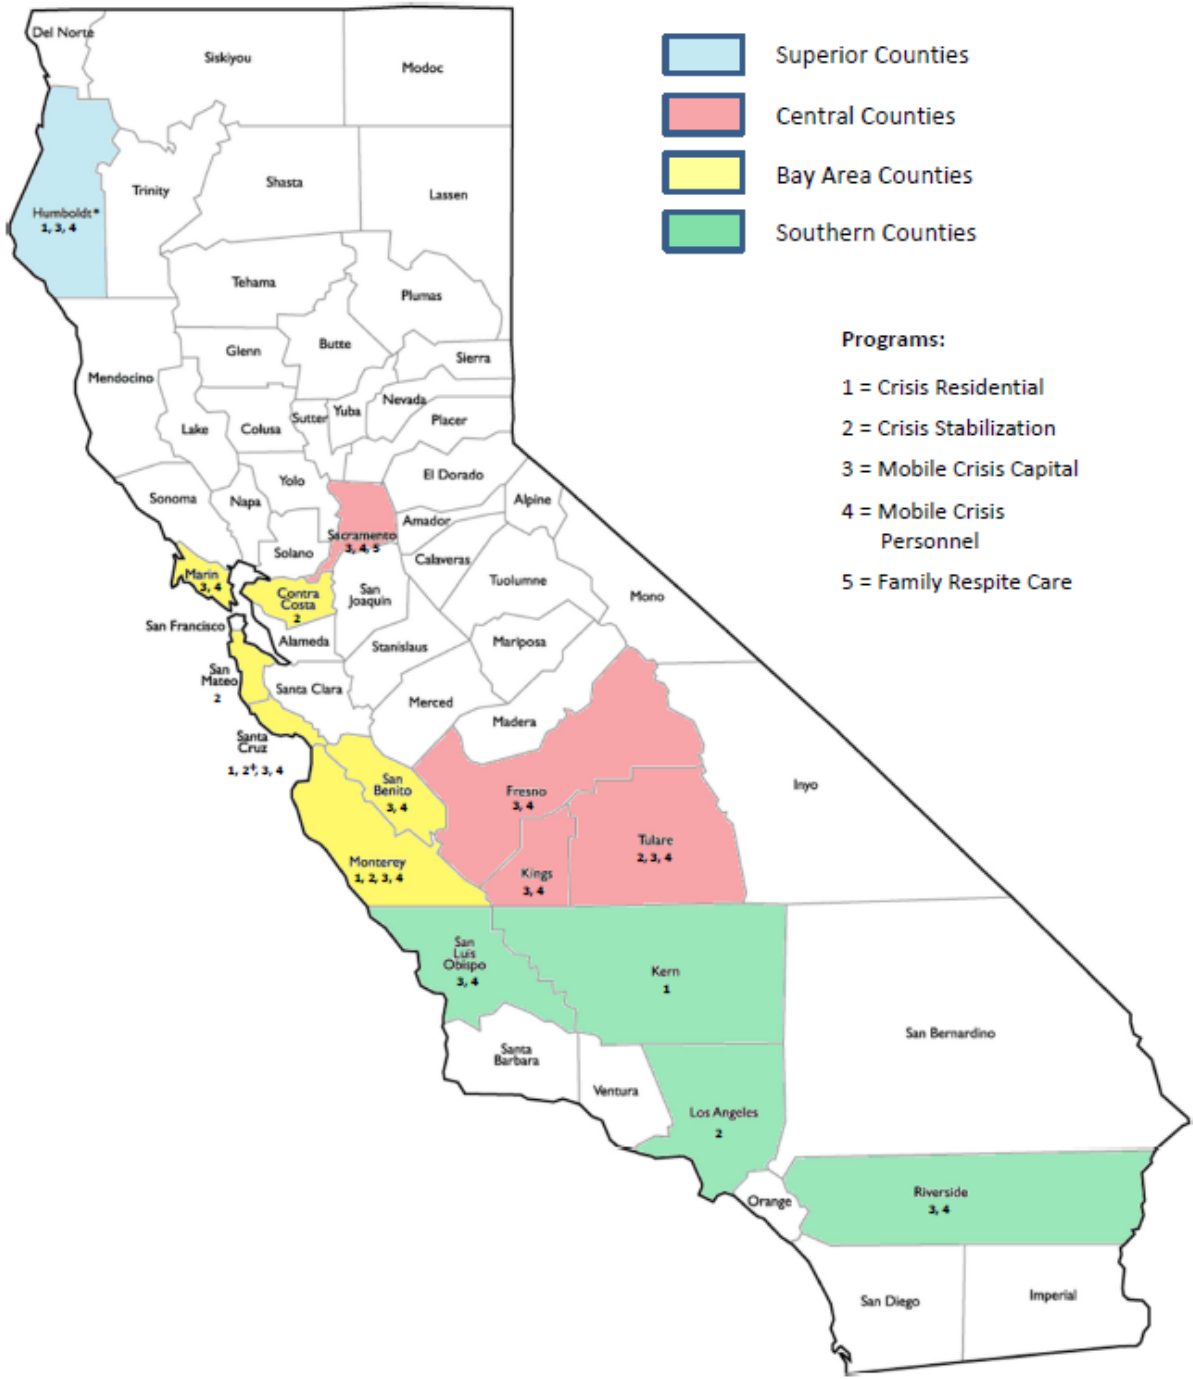 Del Norte
Siskiyou
Modoc
Superior Counties
Central Counties
Bay Area Counties
Southern Counties
Humboldt*
1, 3, 4
Trinity
Shasta
Lassen
Tehama
Plumas
Programs:
1 = Crisis Residential
2 = Crisis Stabilization
3 = Mobile Crisis Capital
4 = Mobile Crisis
Personnel
5 = Family Respite Care
Mendocino
Glenn
Butte
Sierra
Lake
Colusa
Sutter
Yuba
Nevada
Placer
Sonoma
Napa
Yolo
El Dorado
Alpine
Sacramento
3, 4, 5
Amador
Solano
Calaveras
Marin
3, 4
Contra
Costa
2
San
Joaquin
Tuolumne
Mono
San Francisco
Alameda
Stanislaus
Mariposa
San
Mateo
2
Santa Clara
Merced
Madera
Santa
Cruz
1, 2⁺, 3, 4
San
Benito
3, 4
Fresno
3, 4
Inyo
Monterey
1, 2, 3, 4
Kings
3, 4
Tulare
2, 3, 4
San
Luis
Obispo
3, 4
Kern
1
San Bernardino
Santa
Barbara
Ventura
Los Angeles
2
Orange
Riverside
3, 4
San Diego
Imperial